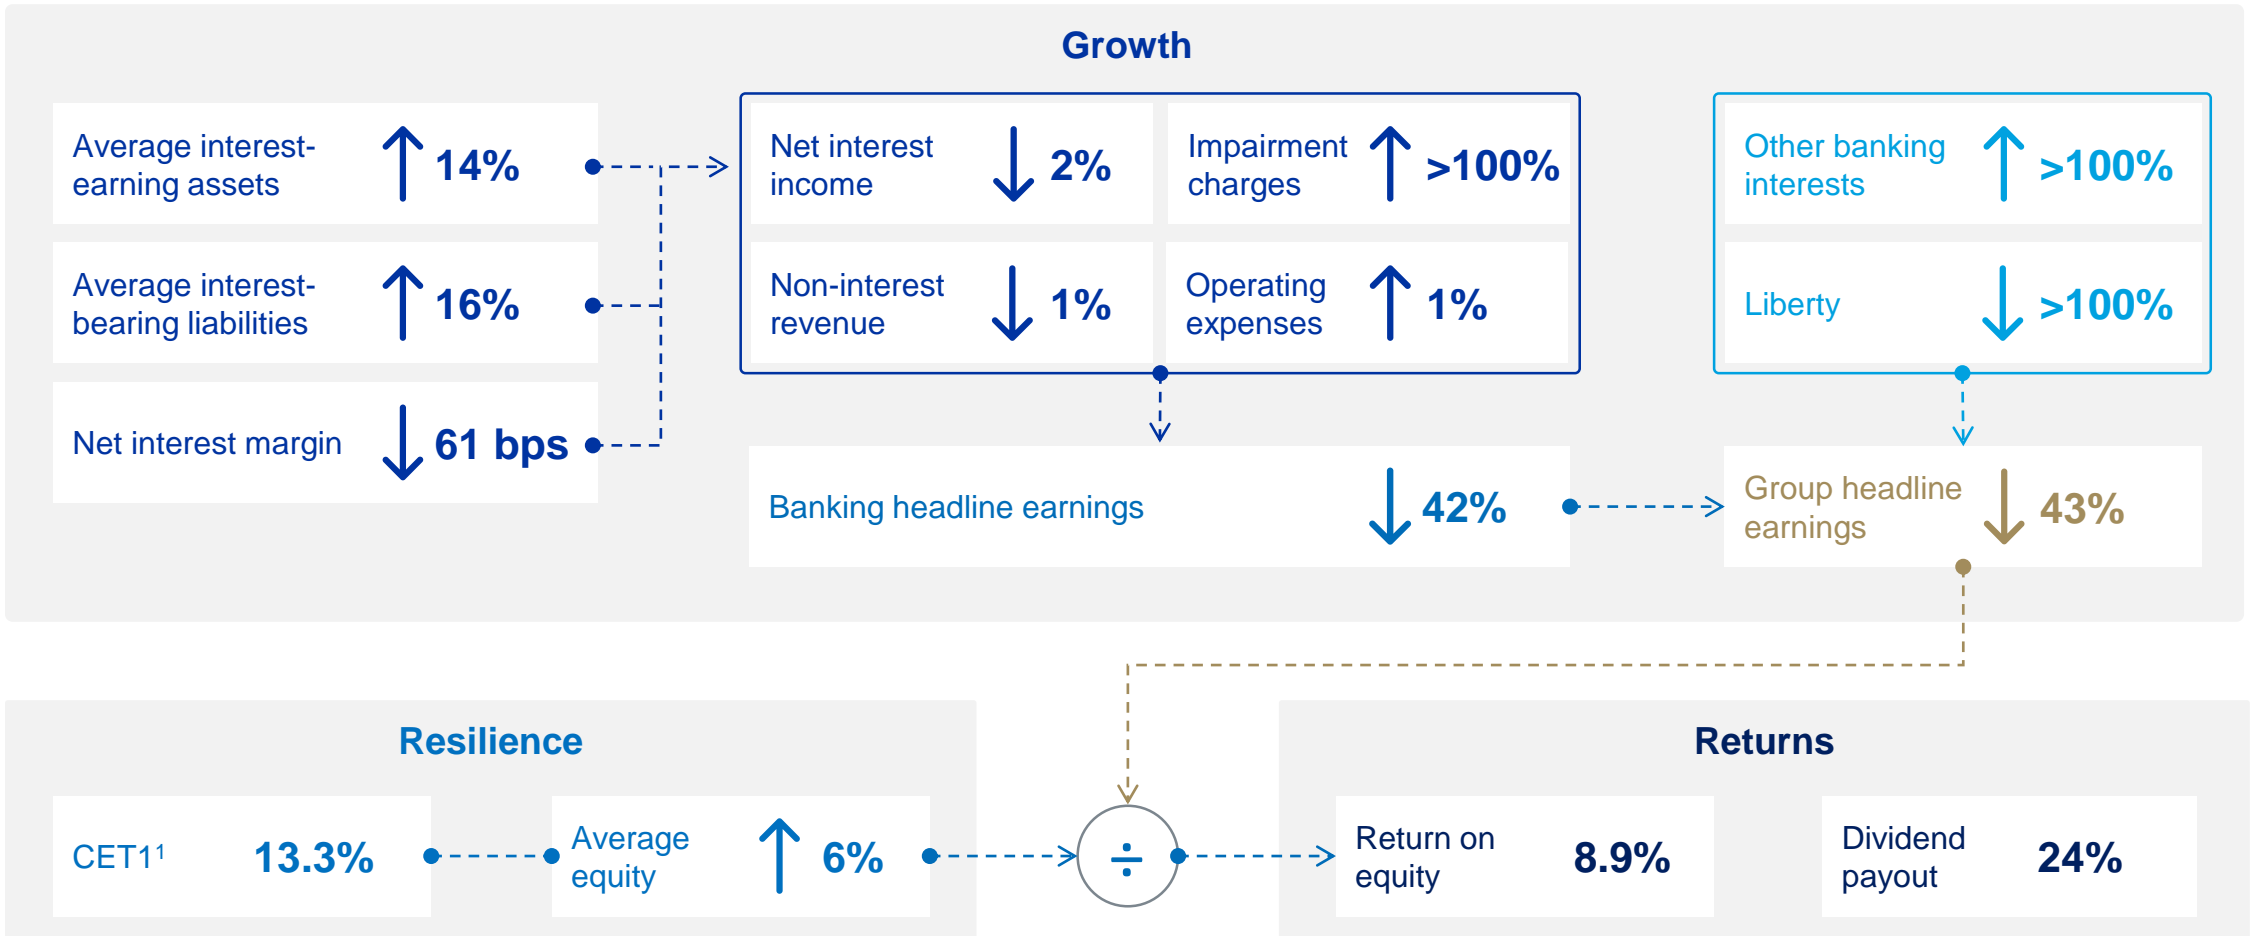 Growth
Average interest-
earning assets
14%
Net interest
income
2%
Impairment
charges
>100%
Other banking
interests
>100%
Average interest-
bearing liabilities
16%
Non-interest
revenue
1%
Operating
expenses
1%
Liberty
>100%
Net interest margin
61 bps
Banking headline earnings
42%
Group headline
earnings
43%
Resilience
CET1¹
13.3%
Average
equity
6%
÷
Returns
Return on
equity
8.9%
Dividend
payout
24%